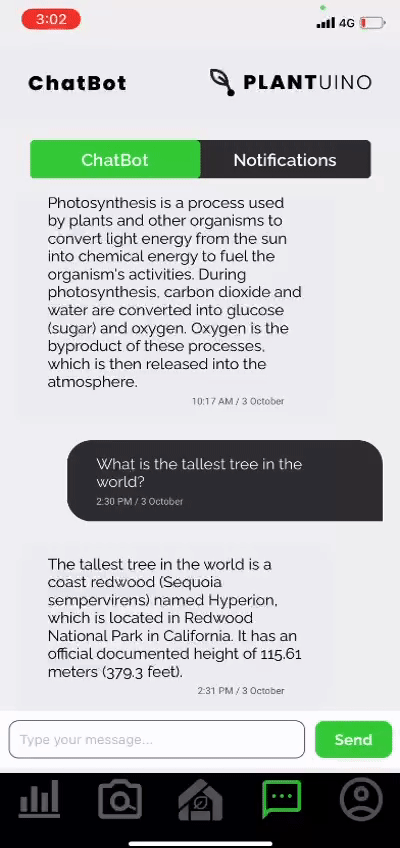 3:02
4G
ChatBot
PLANTUINO
ChatBot
Notifications
Photosynthesis is a process used
by plants and other organisms to
convert light energy from the sun
into chemical energy to fuel the
organism's activities. During
photosynthesis, carbon dioxide and
water are converted into glucose
(sugar) and oxygen. Oxygen is the
byproduct of these processes,
which is then released into the
atmosphere.
10:17 AM / 3 October
What is the tallest tree in the
world?
2:30 PM / 3 October
The tallest tree in the world is a
coast redwood (Sequoia
sempervirens) named Hyperion,
which is located in Redwood
National Park in California. It has an
official documented height of 115.61
meters (379.3 feet).
2:31 PM / 3 October
Type your message...
Send